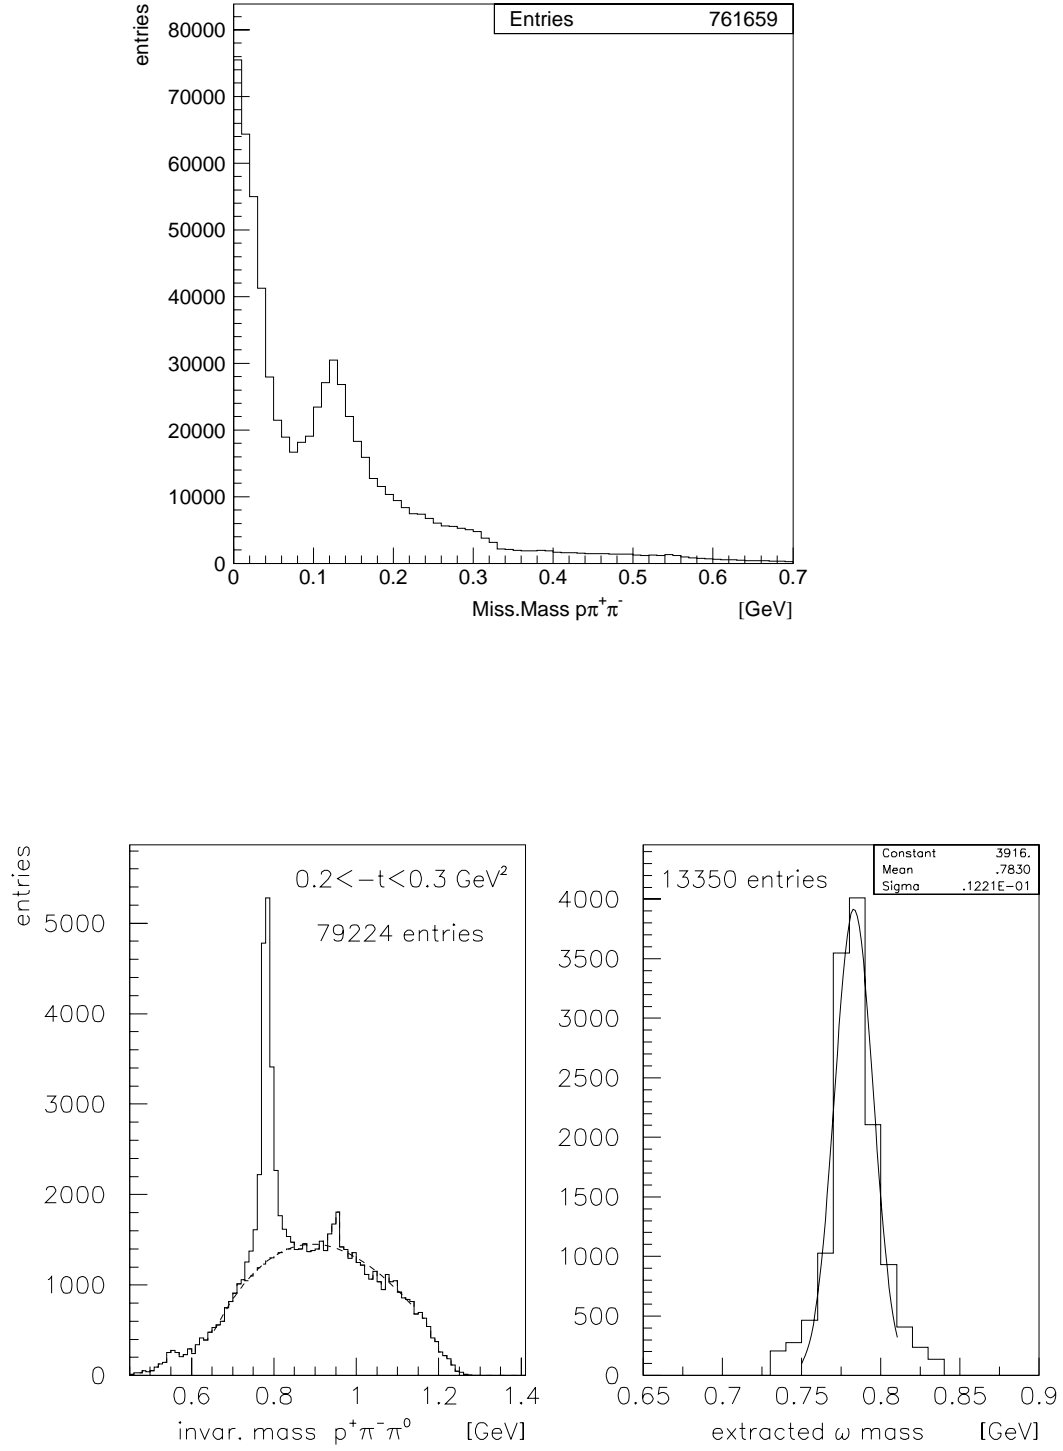 Entries 761659
entries
80000
70000
60000
50000
40000
30000
20000
10000
0
0 0.1 0.2 0.3 0.4 0.5 0.6 0.7
Miss.Mass pπ⁺π⁻ [GeV]
entries
0.2<−t<0.3 GeV²
79224 entries
5000
4000
3000
2000
1000
0
0.6 0.8 1 1.2 1.4
invar. mass p⁺π⁻π⁰ [GeV]
Constant 3916.
Mean .7830
Sigma .1221E−01
13350 entries
4000
3500
3000
2500
2000
1500
1000
500
0
0.65 0.7 0.75 0.8 0.85 0.9
extracted ω mass [GeV]